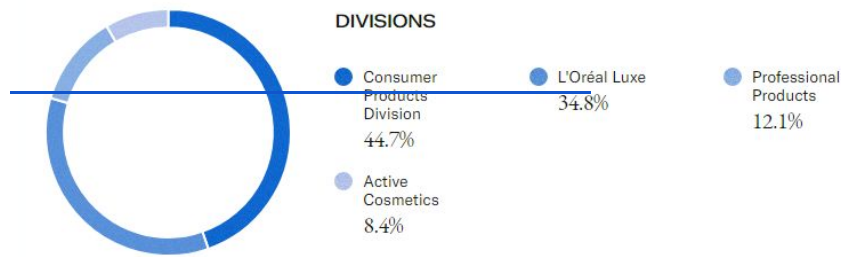 DIVISIONS
Consumer
Products
Division
44.7%
L'Oréal Luxe
34.8%
Professional
Products
12.1%
Active
Cosmetics
8.4%